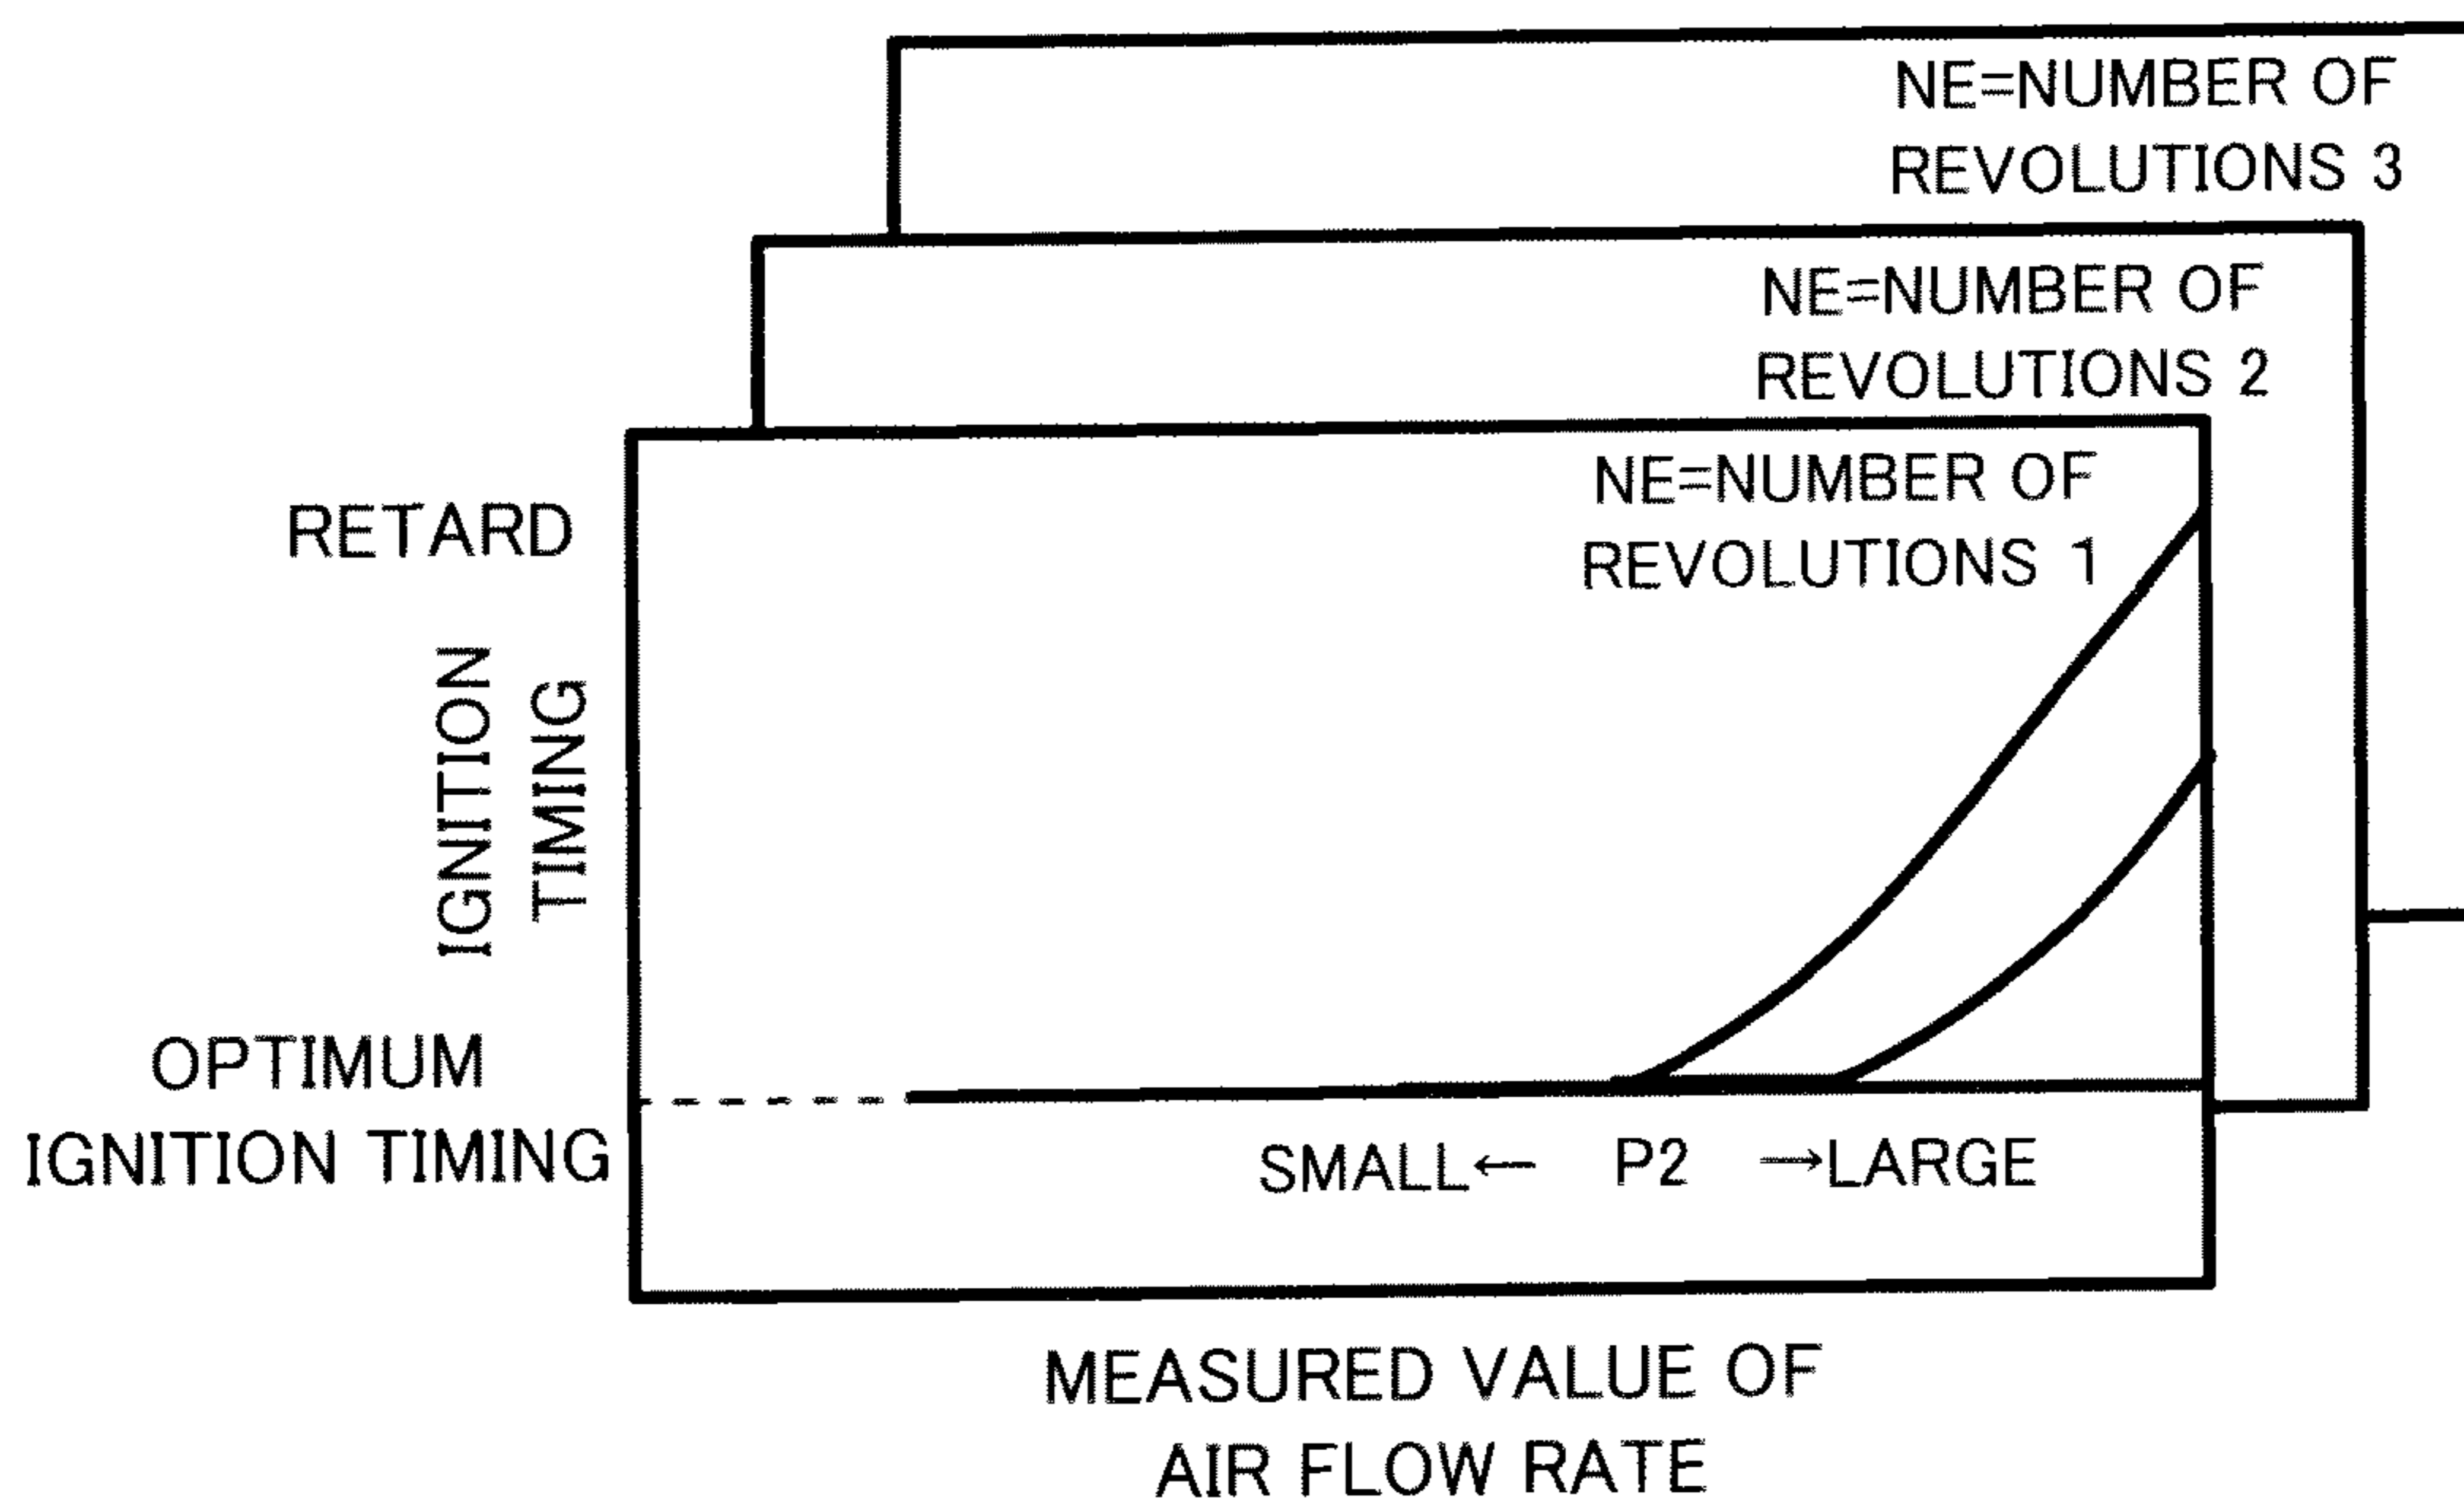 NE=NUMBER OF
REVOLUTIONS 3
NE=NUMBER OF
REVOLUTIONS 2
NE=NUMBER OF
REVOLUTIONS 1
RETARD
IGNITION
TIMING
OPTIMUM
IGNITION TIMING
SMALL← P2 →LARGE
MEASURED VALUE OF
AIR FLOW RATE